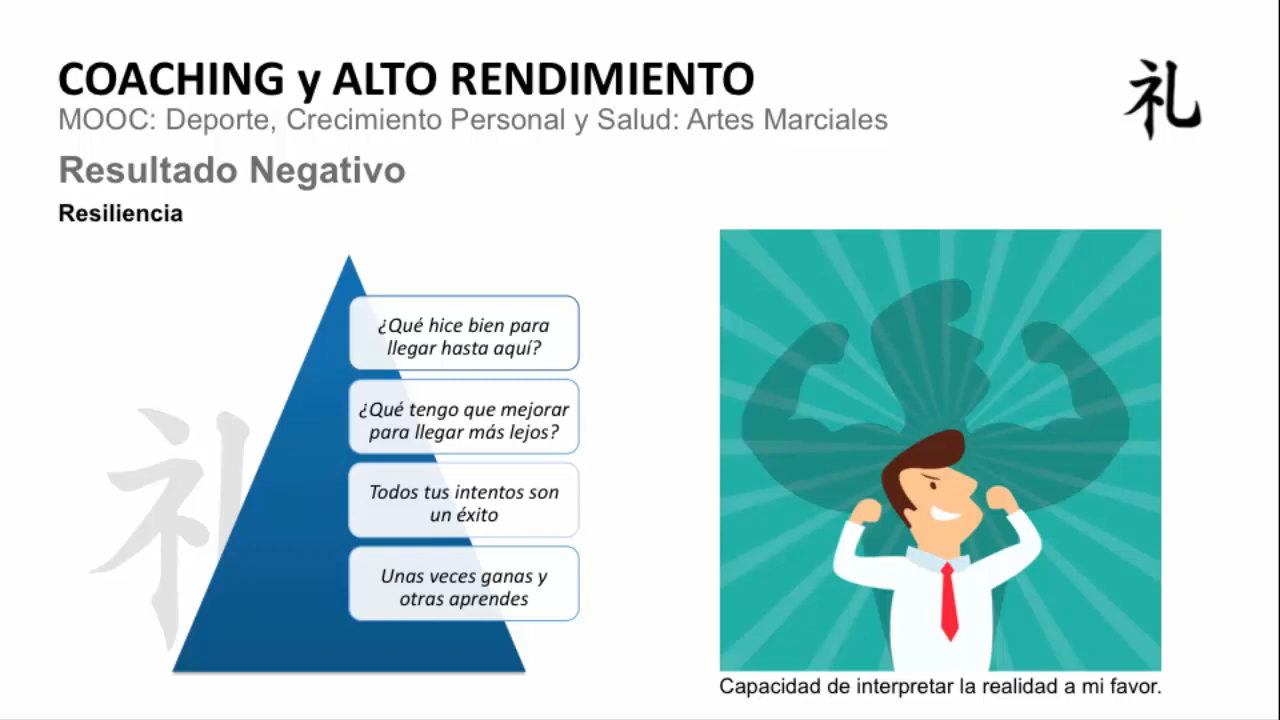 COACHING y ALTO RENDIMIENTO
MOOC: Deporte, Crecimiento Personal y Salud: Artes Marciales
礼
Resultado Negativo
Resiliencia
¿Qué hice bien para
llegar hasta aquí?
¿Qué tengo que mejorar
para llegar más lejos?
Todos tus intentos son
un éxito
Unas veces ganas y
otras aprendes
礼
Capacidad de interpretar la realidad a mi favor.